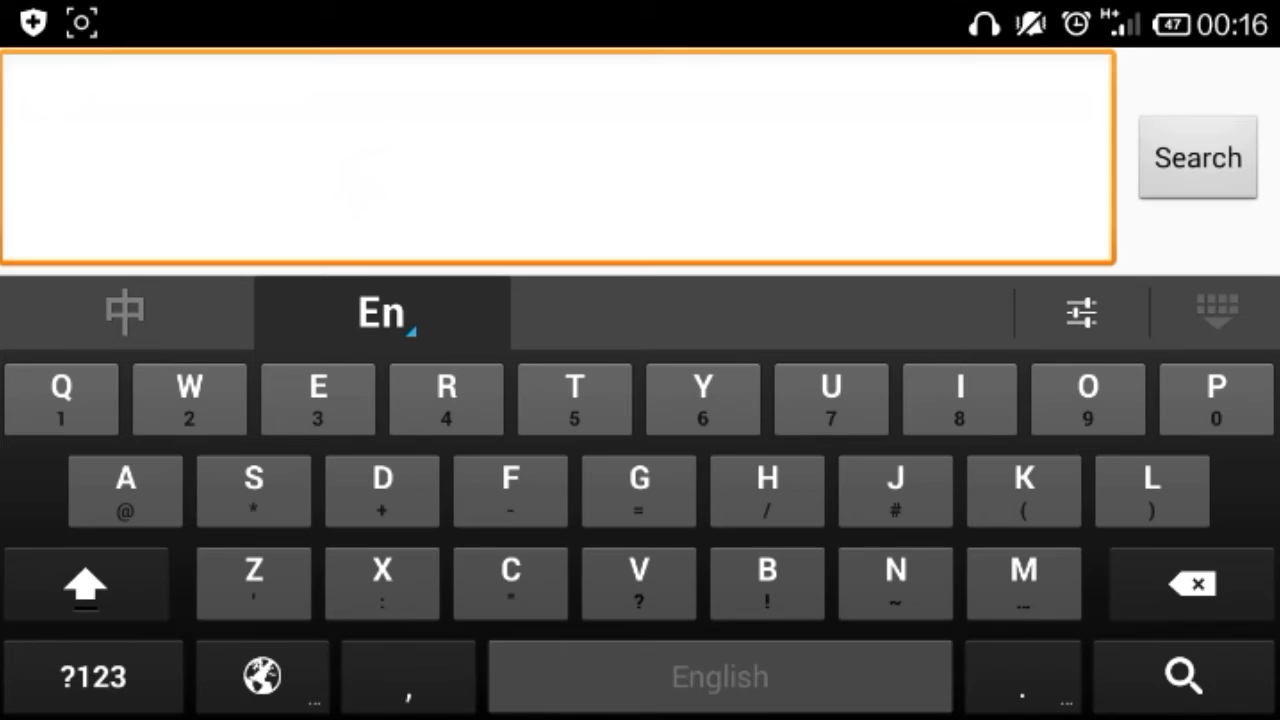 H+ 47 00:16
Search
中 En
Q W E R T Y U I O P
1 2 3 4 5 6 7 8 9 0
A S D F G H J K L
@ * + - = / # ( )
Z X C V B N M
' : " ? ! ~ ...
?123 ... , English . ...